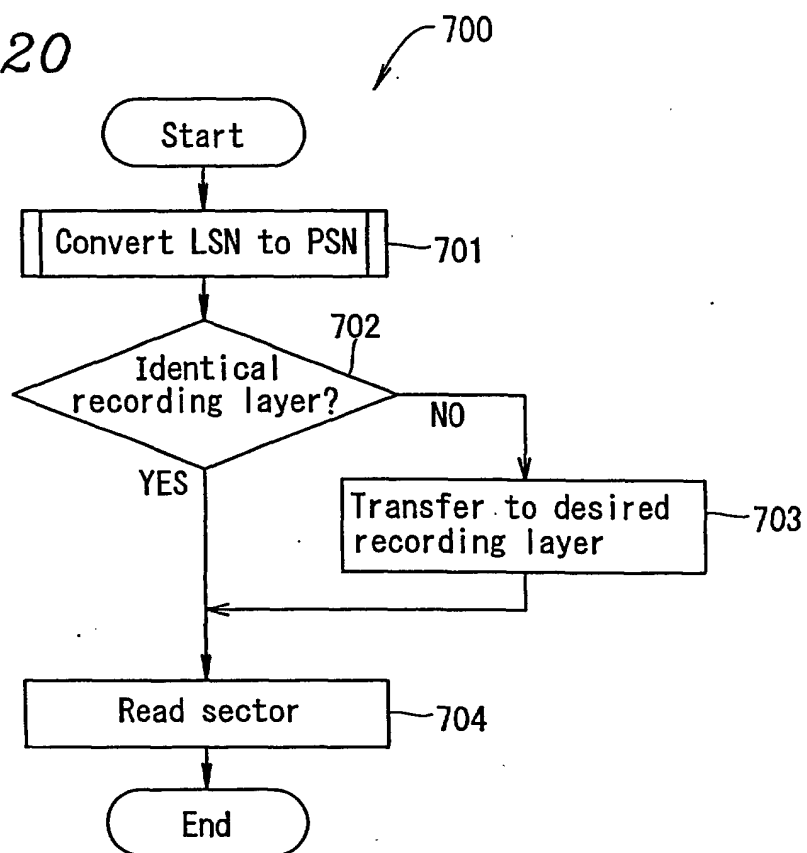 20
700
Start
Convert LSN to PSN
701
702
Identical
recording layer?
NO
YES
Transfer to desired
recording layer
703
Read sector
704
End